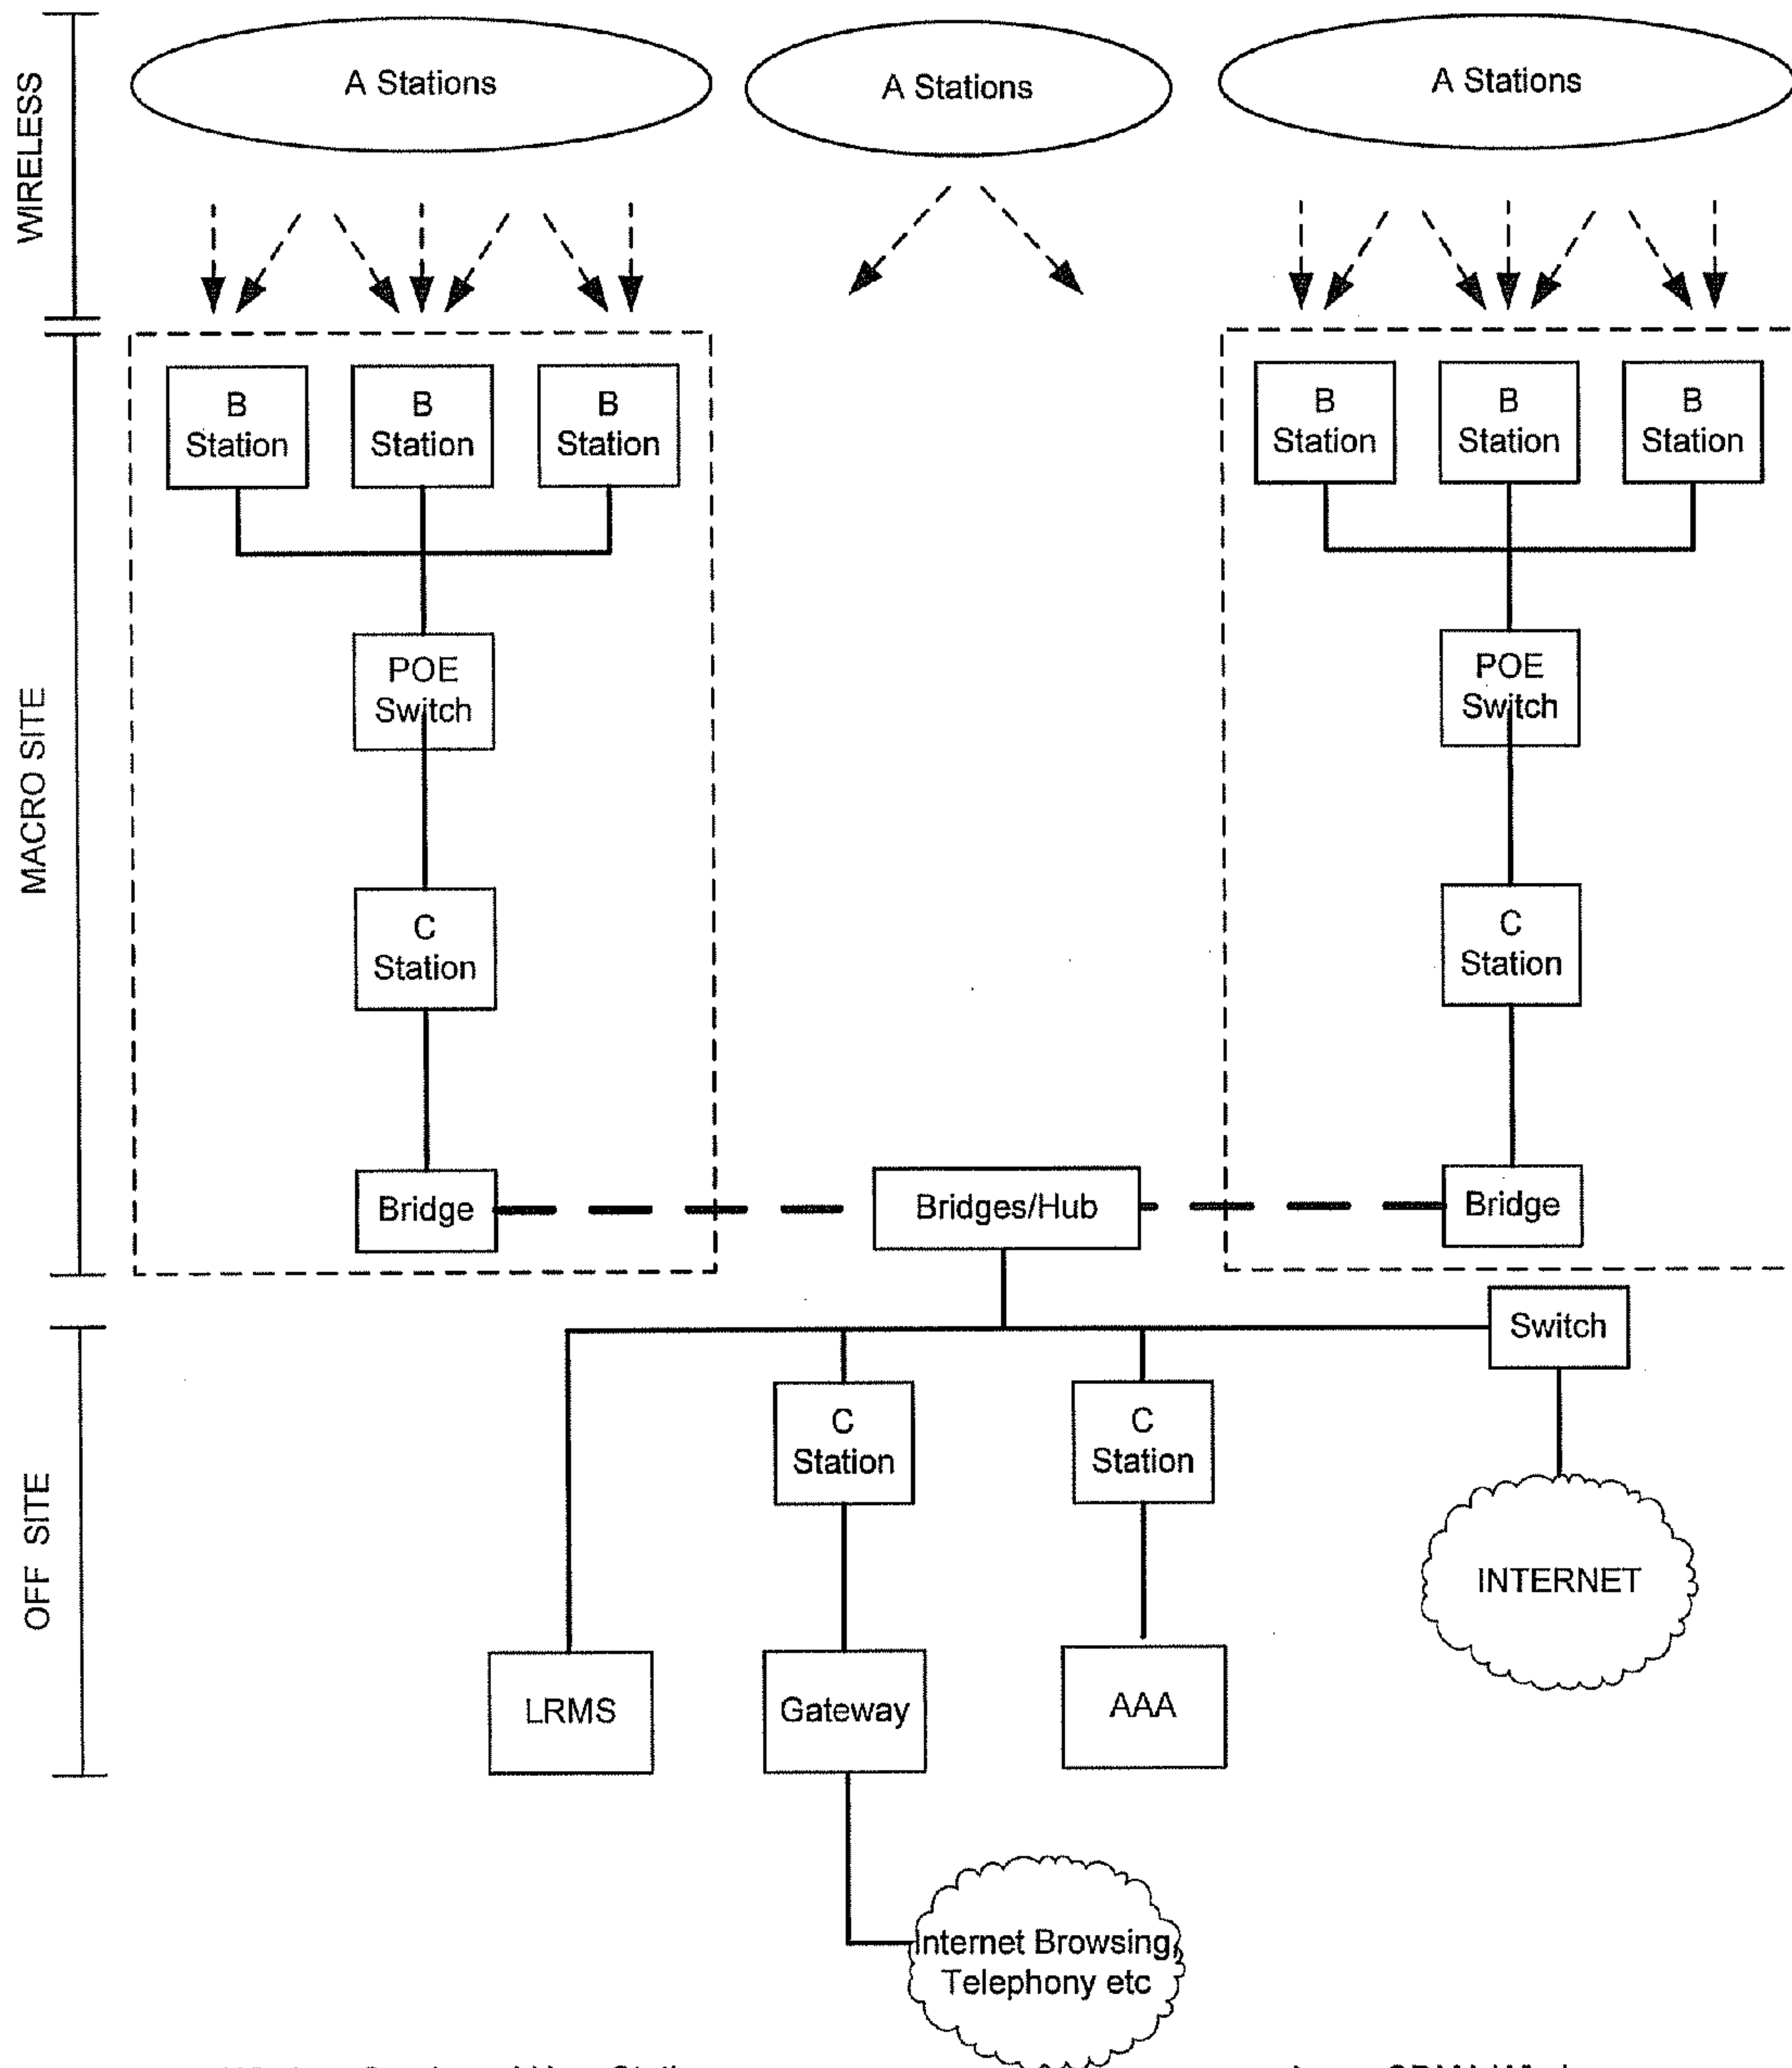 WIRELESS
A Stations
A Stations
A Stations
MACRO SITE
B
Station
B
Station
B
Station
B
Station
B
Station
B
Station
POE
Switch
POE
Switch
C
Station
C
Station
Bridge
Bridges/Hub
Bridge
OFF SITE
Switch
C
Station
C
Station
INTERNET
LRMS
Gateway
AAA
Internet Browsing,
Telephony etc